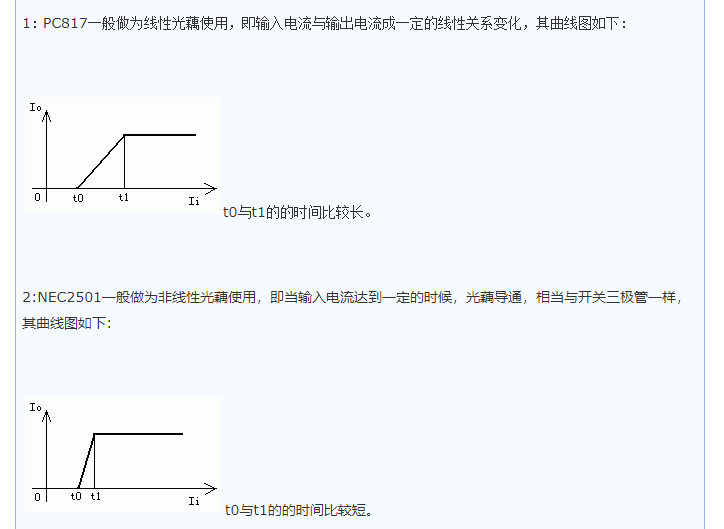 1：PC817一般做为线性光藕使用，即输入电流与输出电流成一定的线性关系变化，其曲线图如下：
Io
0 t0 t1 Ii
t0与t1的的时间比较长。
2:NEC2501一般做为非线性光藕使用，即当输入电流达到一定的时候，光藕导通，相当与开关三极管一样，
其曲线图如下：
Io
0 t0 t1 Ii
t0与t1的的时间比较短。